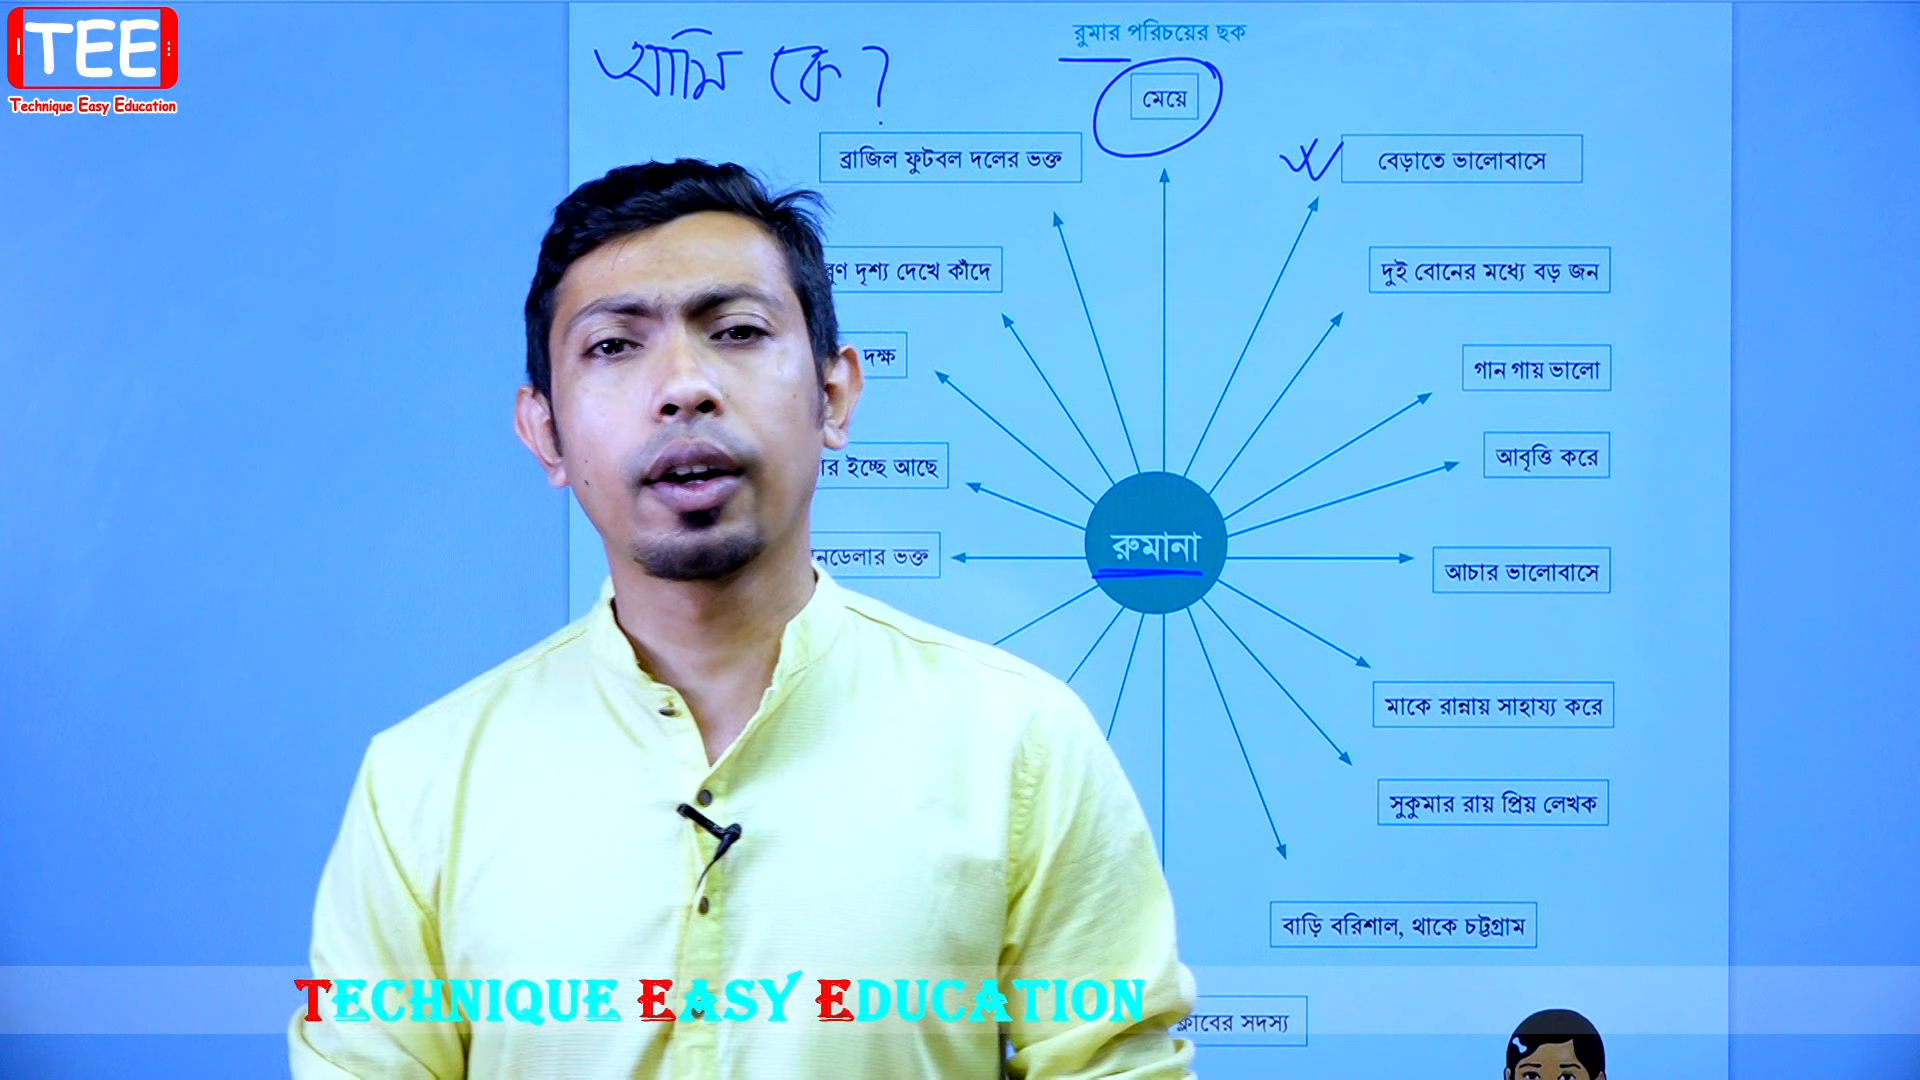 TEE
Technique Easy Education
আমি কে?
রুমার পরিচয়ের ছক
মেয়ে
ব্রাজিল ফুটবল দলের ভক্ত
বেড়াতে ভালোবাসে
দৃশ্য দেখে কাঁদে
দুই বোনের মধ্যে বড় জন
দক্ষ
গান গায় ভালো
ইচ্ছে আছে
আবৃত্তি করে
রুমানা
ভক্ত
আচার ভালোবাসে
মাকে রান্নায় সাহায্য করে
সুকুমার রায় প্রিয় লেখক
বাড়ি বরিশাল, থাকে চট্টগ্রাম
TECHNIQUE EASY EDUCATION
ক্লাবের সদস্য